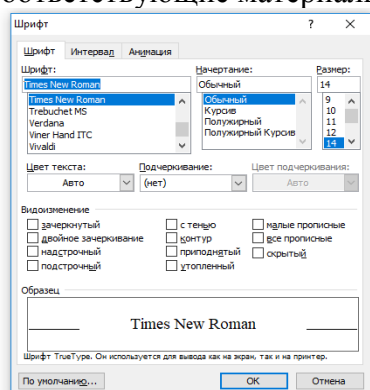 ответствующие материал
Шрифт ? ×
Шрифт Интервал Анимация
Шрифт: Начертание: Размер:
Times New Roman Обычный 14
Times New Roman Обычный 9
Trebuchet MS Курсив 10
Verdana Полужирный 11
Viner Hand ITC Полужирный Курсив 12
Vivaldi 14
Цвет текста: Подчеркивание: Цвет подчеркивания:
Авто (нет) Авто
Видоизменение
зачеркнутый с тенью малые прописные
двойное зачеркивание контур все прописные
надстрочный приподнятый скрытый
подстрочный утопленный
Образец
Times New Roman
Шрифт TrueType. Он используется для вывода как на экран, так и на принтер.
По умолчанию... ОК Отмена